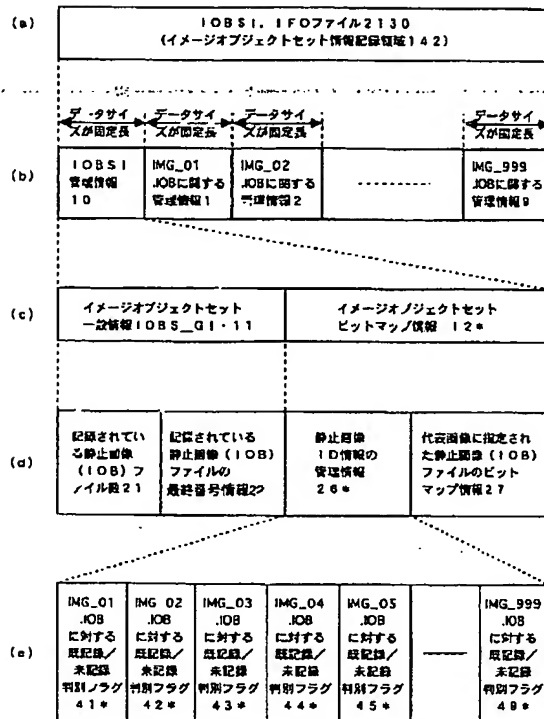 (a)
IOBSI. IFOファイル2130
(イメージオブジェクトセット情報記録領域142)
データサイ
ズが固定長
データサイ
ズが固定長
データサイ
ズが固定長
データサイ
ズが固定長
(b)
IOBSI
管理情報
10
IMG_01
.IOBに関する
管理情報1
IMG_02
.IOBに関する
管理情報2
IMG_999
.IOBに関する
管理情報9
(c)
イメージオブジェクトセット
一般情報IOBS_GI・11
イメージオブジェクトセット
ビットマップ情報 12*
(d)
記録されてい
る静止画像
(IOB)フ
ァイル数21
記録されている
静止画像(IOB)
ファイルの
最終番号情報22
静止画像
ID情報の
管理情報
26*
代表画像に指定され
た静止画像(IOB)
ファイルのビット
マップ情報27
(e)
IMG_01
.IOB
に対する
既記録/
未記録
判別フラグ
41*
IMG_02
.IOB
に対する
既記録/
未記録
判別フラグ
42*
IMG_03
.IOB
に対する
既記録/
未記録
判別フラグ
43*
IMG_04
.IOB
に対する
既記録/
未記録
判別フラグ
44*
IMG_05
.IOB
に対する
既記録/
未記録
判別フラグ
45*
IMG_999
.IOB
に対する
既記録/
未記録
判別フラグ
49*